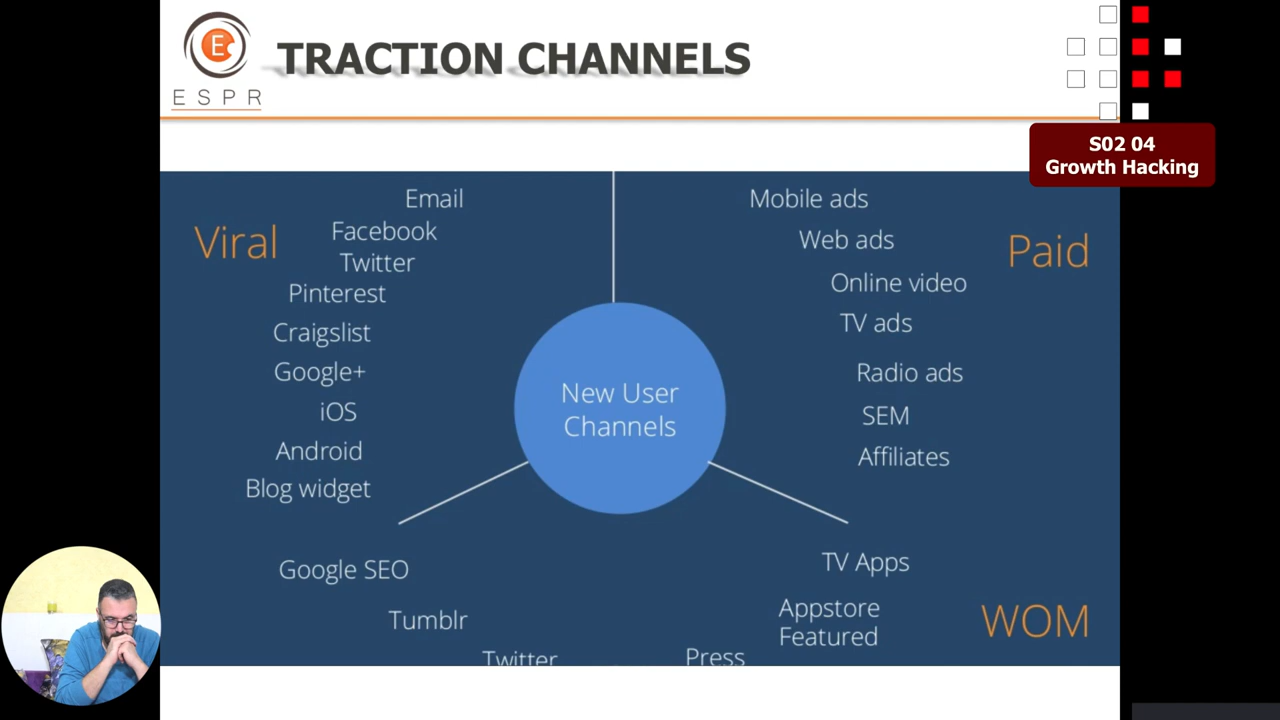 E
ESPR
TRACTION CHANNELS
S02 04
Growth Hacking
Viral
Email
Facebook
Twitter
Pinterest
Craigslist
Google+
iOS
Android
Blog widget
Mobile ads
Web ads
Online video
TV ads
Radio ads
SEM
Affiliates
Paid
New User
Channels
Google SEO
Tumblr
Twitter
Press
TV Apps
Appstore
Featured
WOM